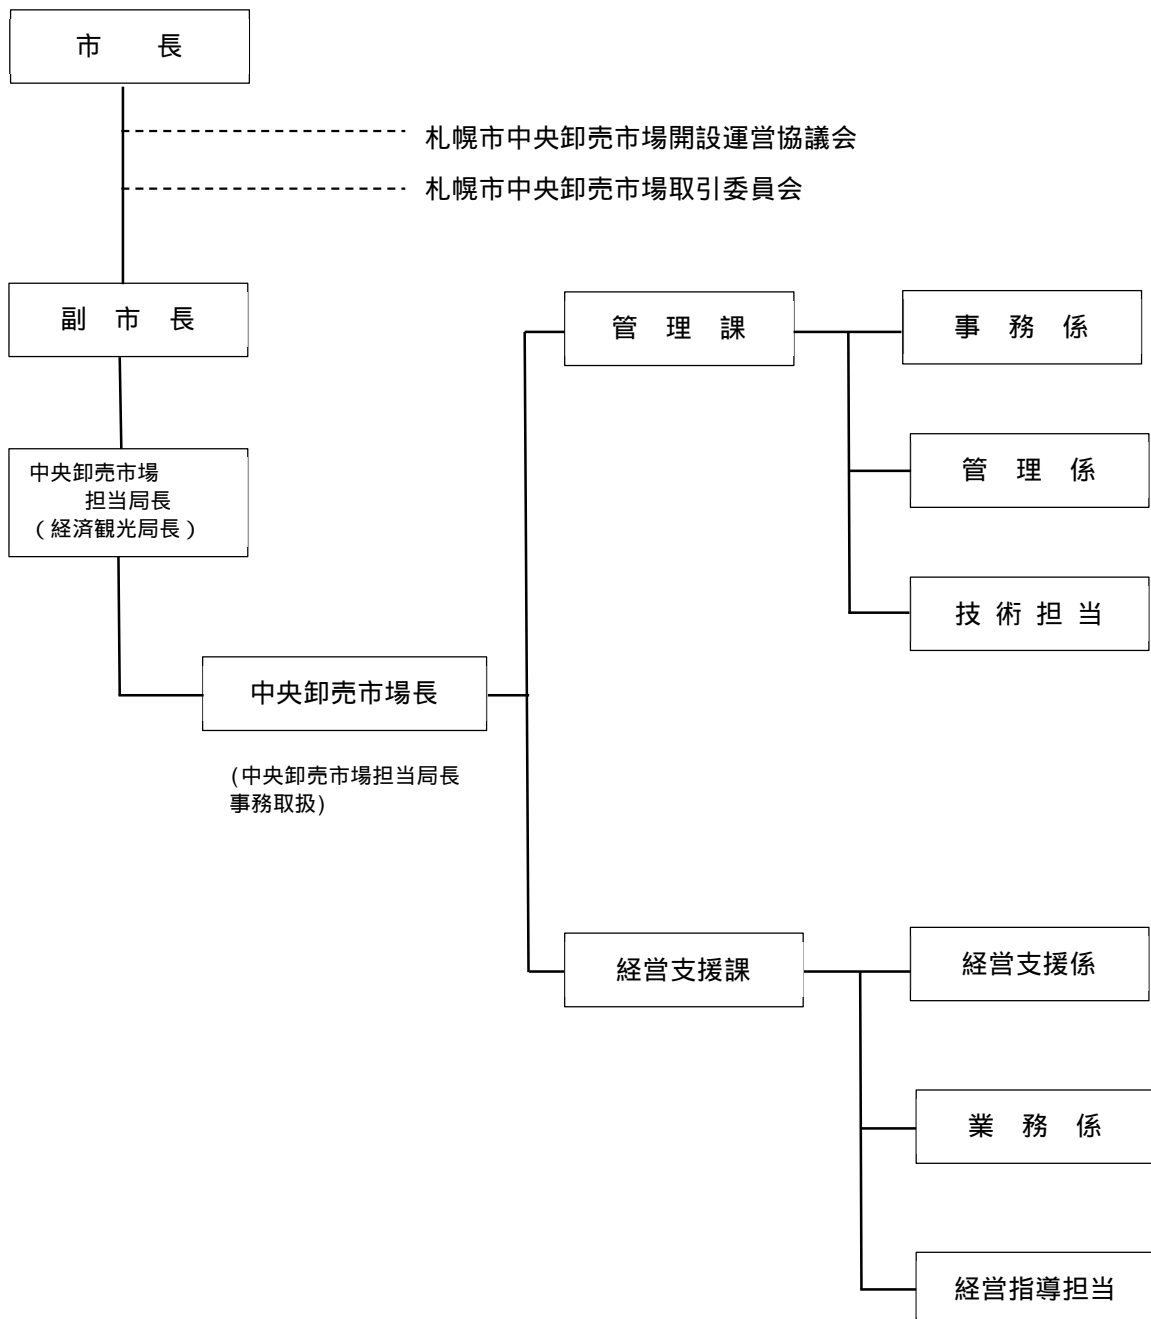 市　　長
札幌市中央卸売市場開設運営協議会
札幌市中央卸売市場取引委員会
副　市　長
管　理　課
事　務　係
中央卸売市場
担当局長
（経済観光局長）
管　理　係
技 術 担 当
中央卸売市場長
(中央卸売市場担当局長
事務取扱)
経営支援課
経営支援係
業　務　係
経営指導担当